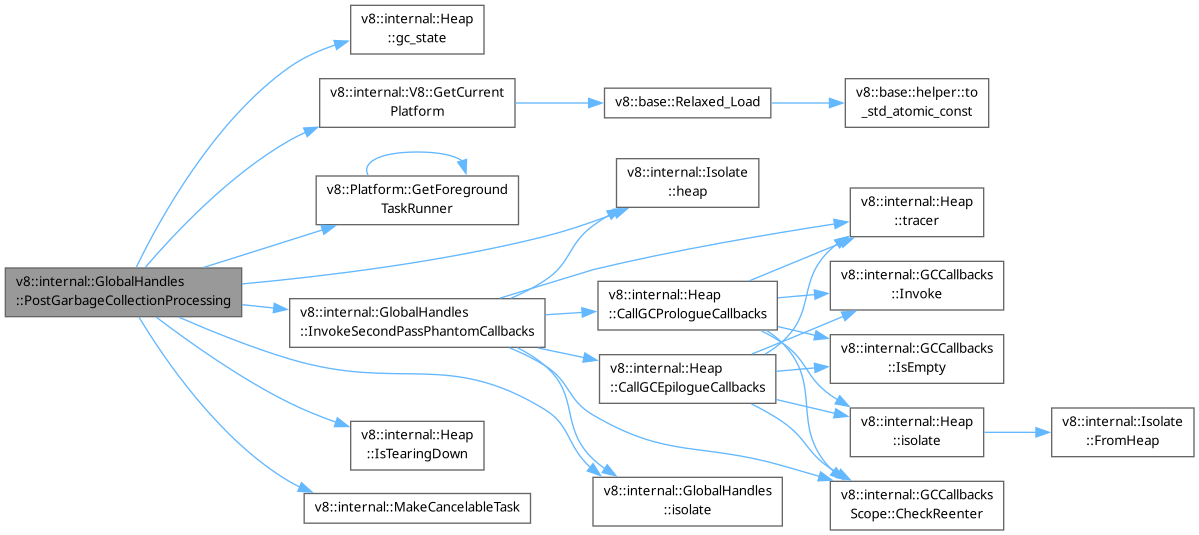 v8::internal::Heap
::gc_state
v8::internal::V8::GetCurrent
Platform
v8::base::Relaxed_Load
v8::base::helper::to
_std_atomic_const
v8::Platform::GetForeground
TaskRunner
v8::internal::Isolate
::heap
v8::internal::Heap
::tracer
v8::internal::GlobalHandles
::PostGarbageCollectionProcessing
v8::internal::GlobalHandles
::InvokeSecondPassPhantomCallbacks
v8::internal::Heap
::CallGCPrologueCallbacks
v8::internal::GCCallbacks
::Invoke
v8::internal::Heap
::CallGCEpilogueCallbacks
v8::internal::GCCallbacks
::IsEmpty
v8::internal::Heap
::isolate
v8::internal::Isolate
::FromHeap
v8::internal::Heap
::IsTearingDown
v8::internal::MakeCancelableTask
v8::internal::GlobalHandles
::isolate
v8::internal::GCCallbacks
Scope::CheckReenter